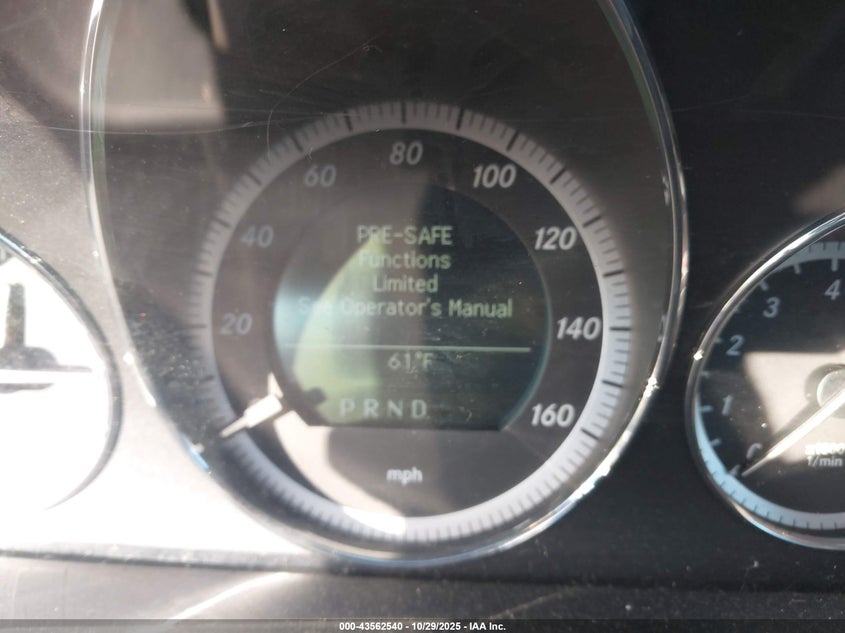 80
60
100
40
120
20
140
160
PRE-SAFE
Functions
Limited
See Operator's Manual
61°F
P R N D
mph
4
3
2
1
0
1/min
000-43562540 - 10/29/2025 - IAA Inc.